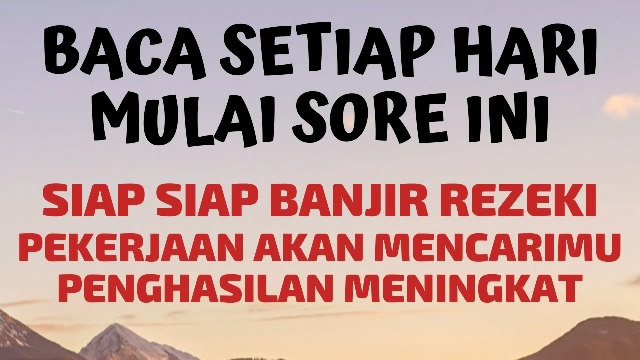 BACA SETIAP HARI
MULAI SORE INI
SIAP SIAP BANJIR REZEKI
PEKERJAAN AKAN MENCARIMU
PENGHASILAN MENINGKAT